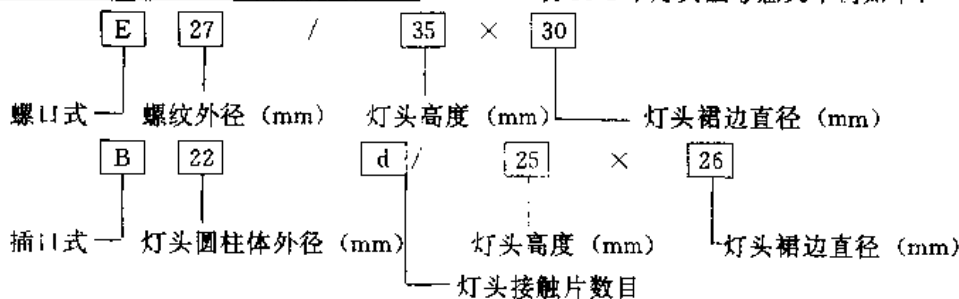 E 27 / 35 × 30
螺口式 螺纹外径 (mm) 灯头高度 (mm) 灯头裙边直径 (mm)
B 22 d / 25 × 26
插口式 灯头圆柱体外径 (mm) 灯头高度 (mm) 灯头裙边直径 (mm)
灯头接触片数目